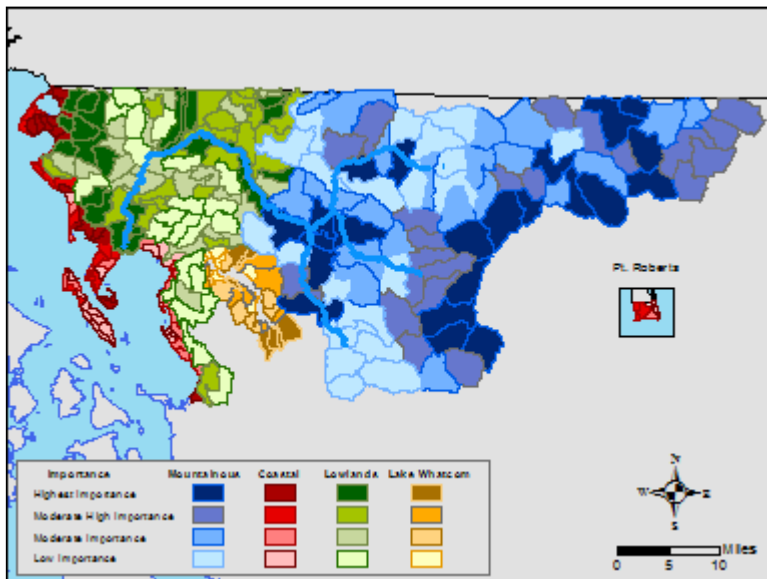 Pt. Roberts
Importance Mountainous Coastal Lowlands Lake Whatcom
Highest Importance
Moderate High Importance
Moderate Importance
Low Importance
N
W E
S
0 5 10 Miles